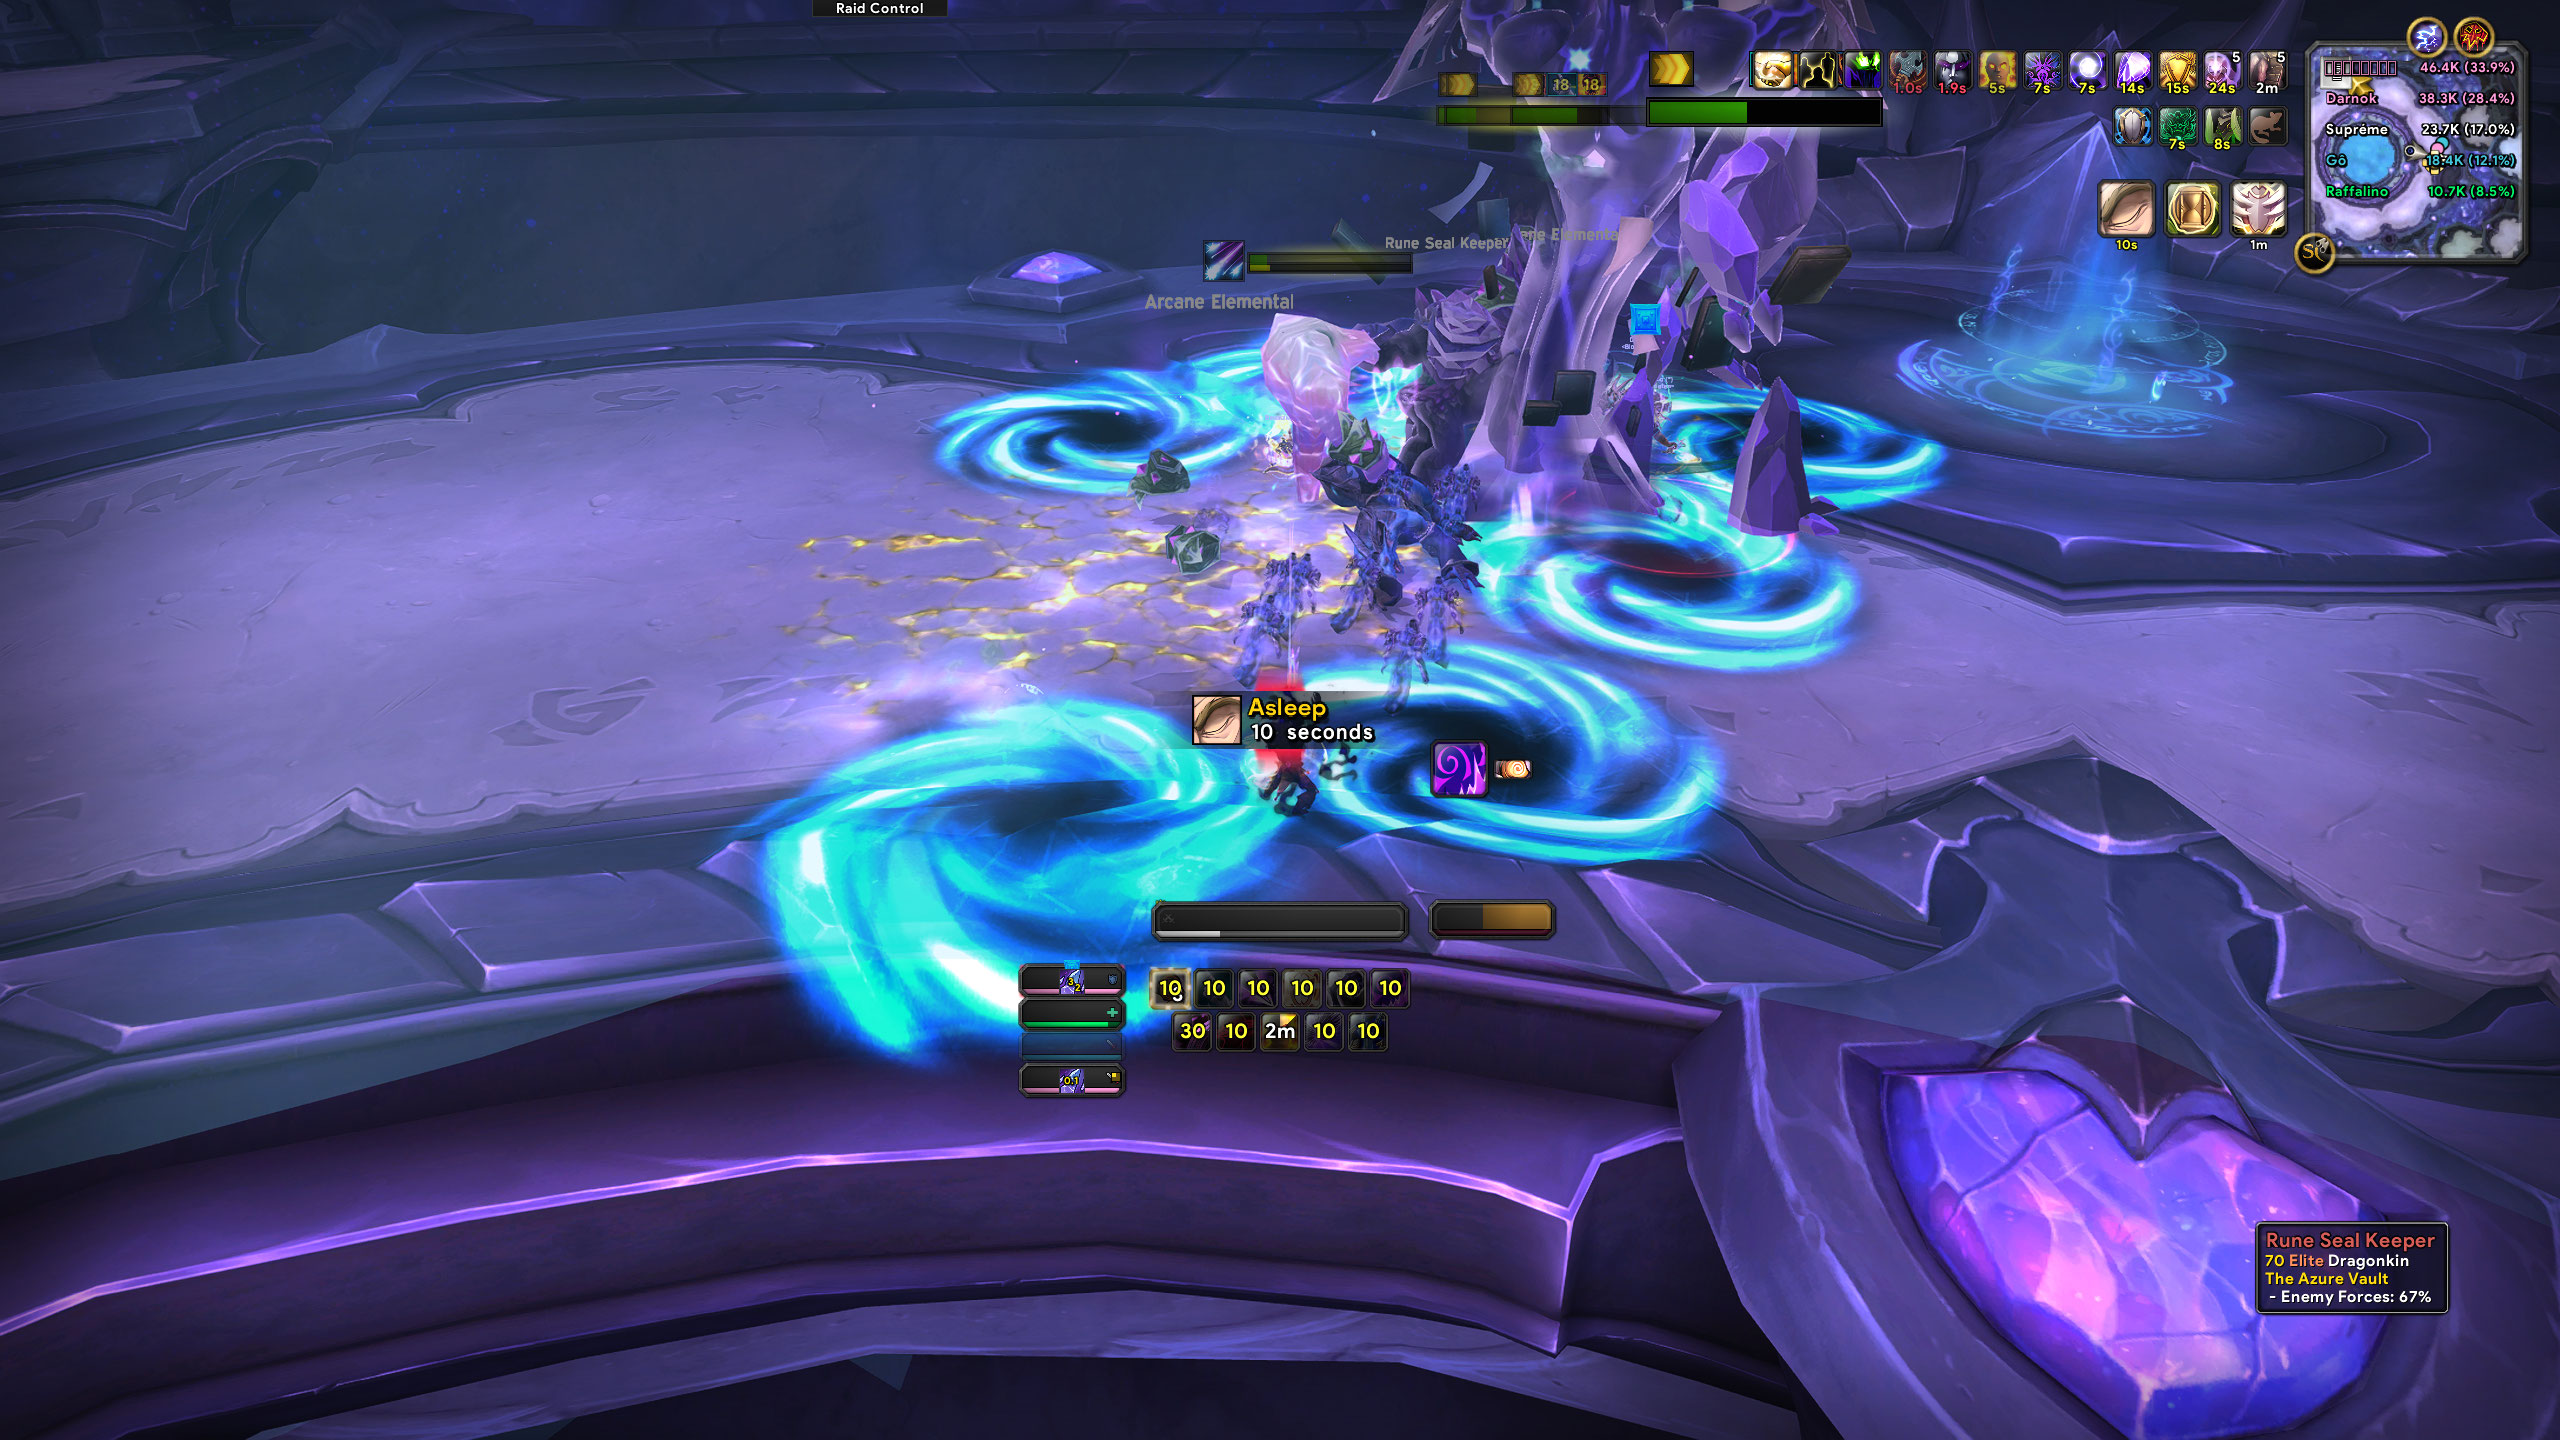 Raid Control
18 18
1.0s 1.9s 5s 7s 7s 14s 15s 5 24s 5 2m
7s 8s
10s 1m
46.4K (33.9%)
Darnok 38.3K (28.4%)
Supréme 23.7K (17.0%)
Gô 18.4K (12.1%)
Raffalino 10.7K (8.5%)
Rune Seal Keeper
Arcane Elemental
Asleep
10 seconds
10 10 10 10 10 10
30 10 2m 10 10
0.1
Rune Seal Keeper
70 Elite Dragonkin
The Azure Vault
- Enemy Forces: 67%